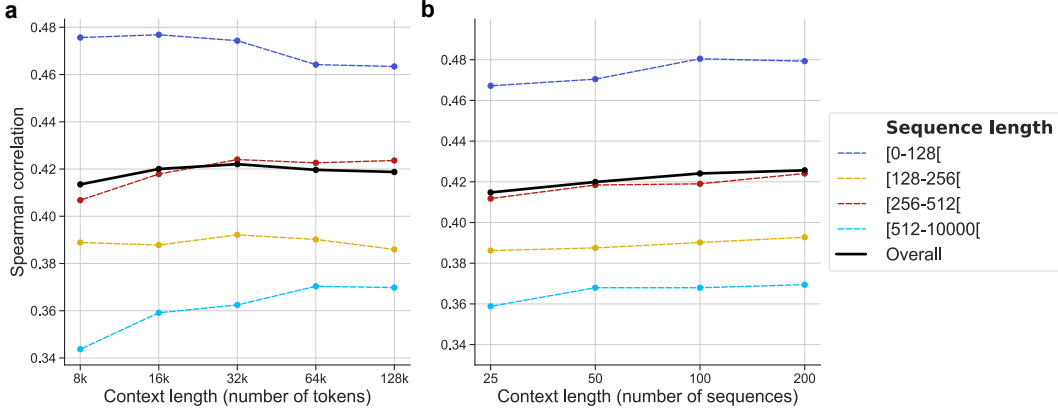 a
Spearman correlation
0.48
0.46
0.44
0.42
0.40
0.38
0.36
0.34
8k
16k
32k
64k
128k
Context length (number of tokens)
b
0.48
0.46
0.44
0.42
0.40
0.38
0.36
0.34
25
50
100
200
Context length (number of sequences)
Sequence length
[0-128[
[128-256[
[256-512[
[512-10000[
Overall